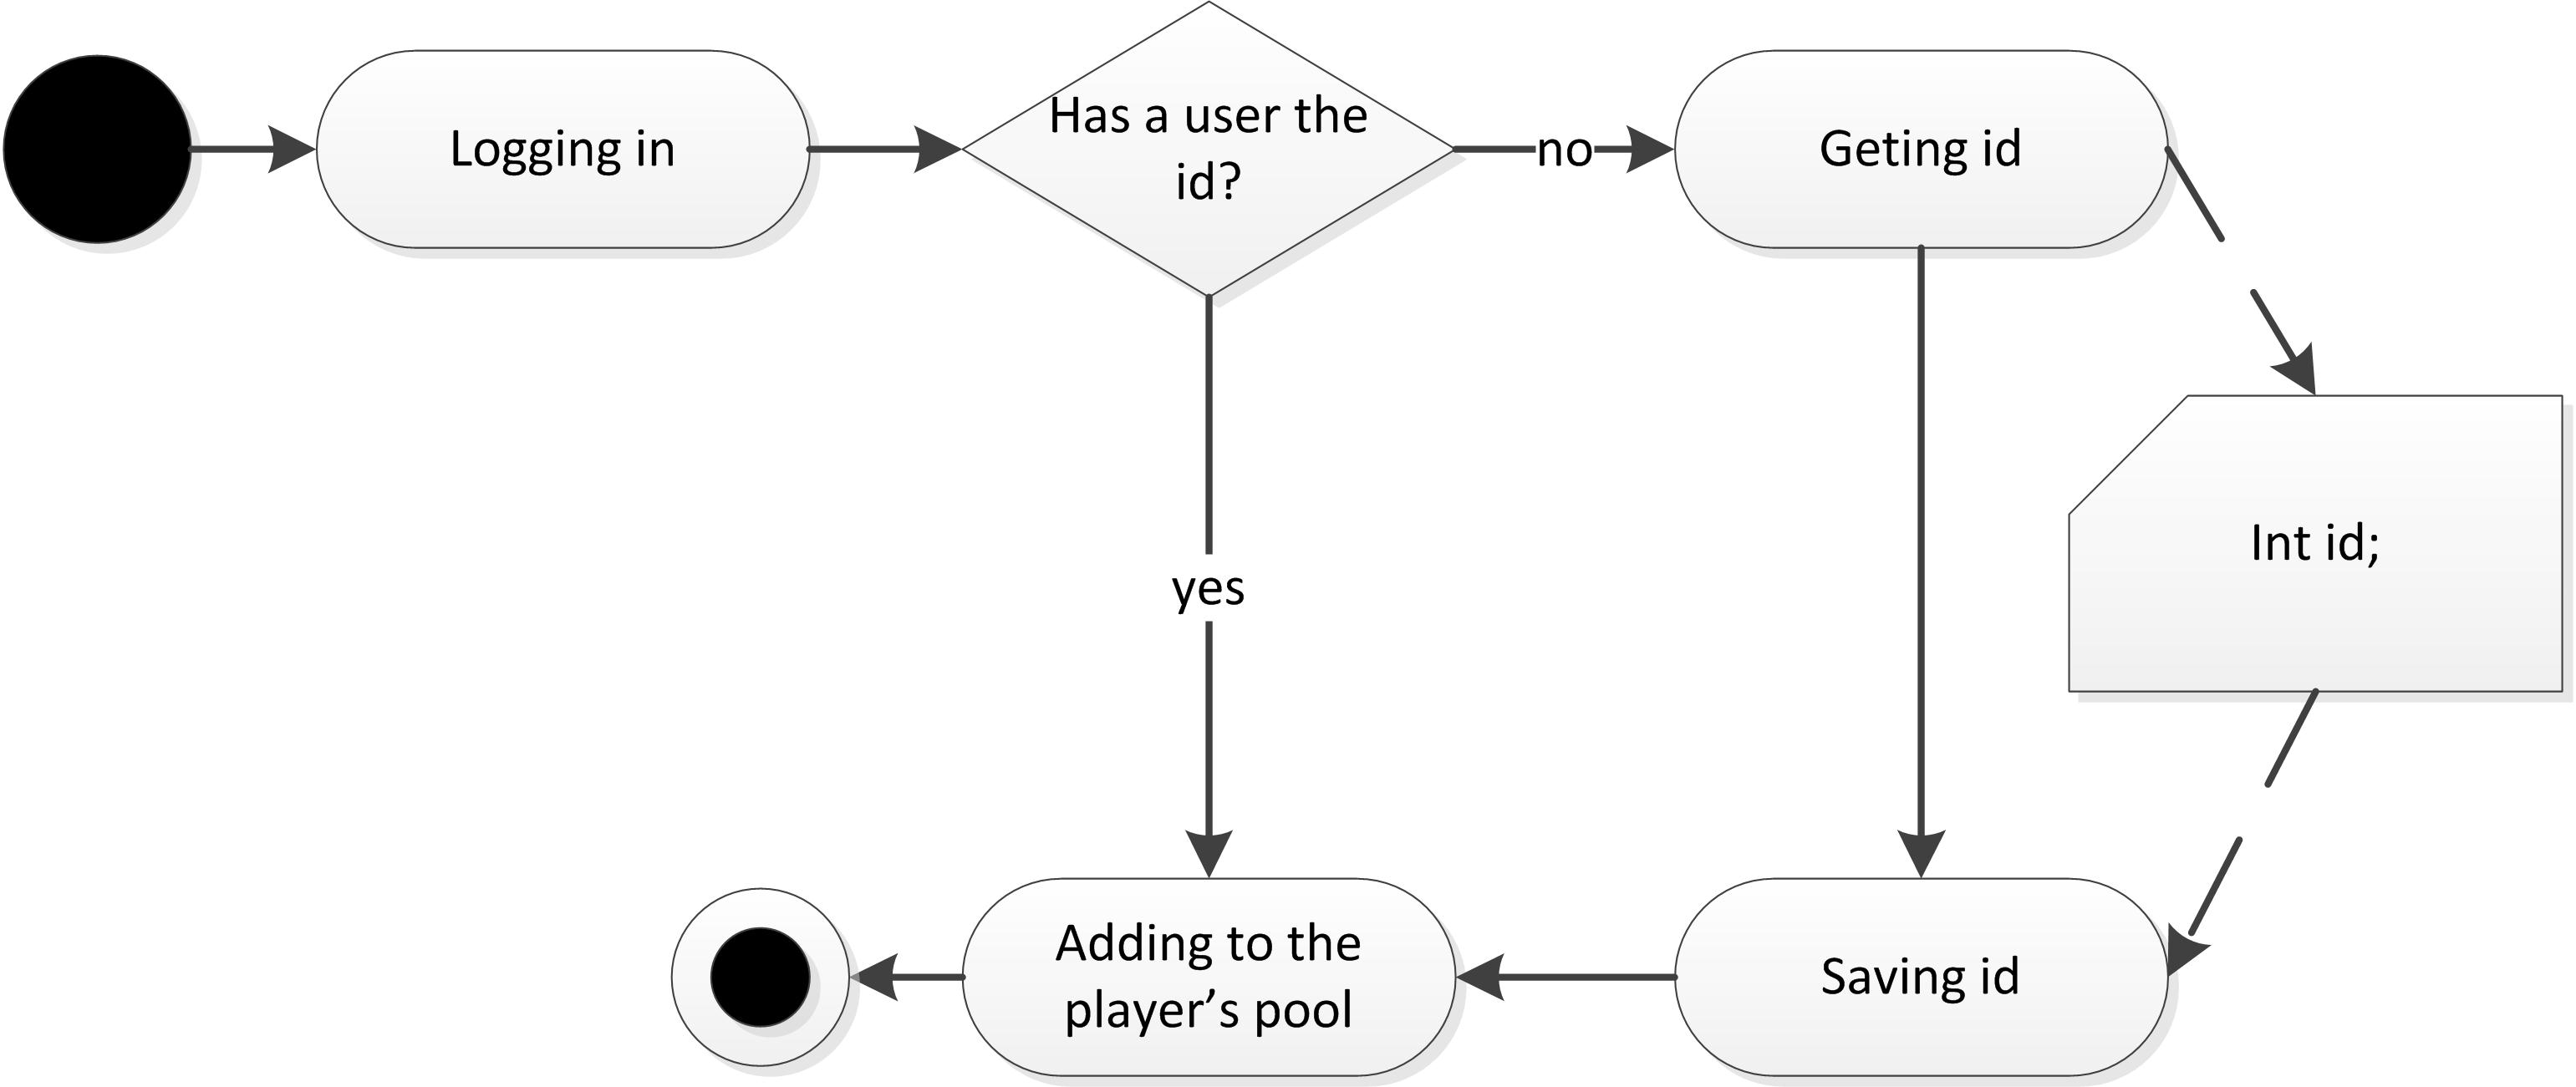 Logging in
Has a user the
id?
no
Geting id
Int id;
yes
Adding to the
player’s pool
Saving id